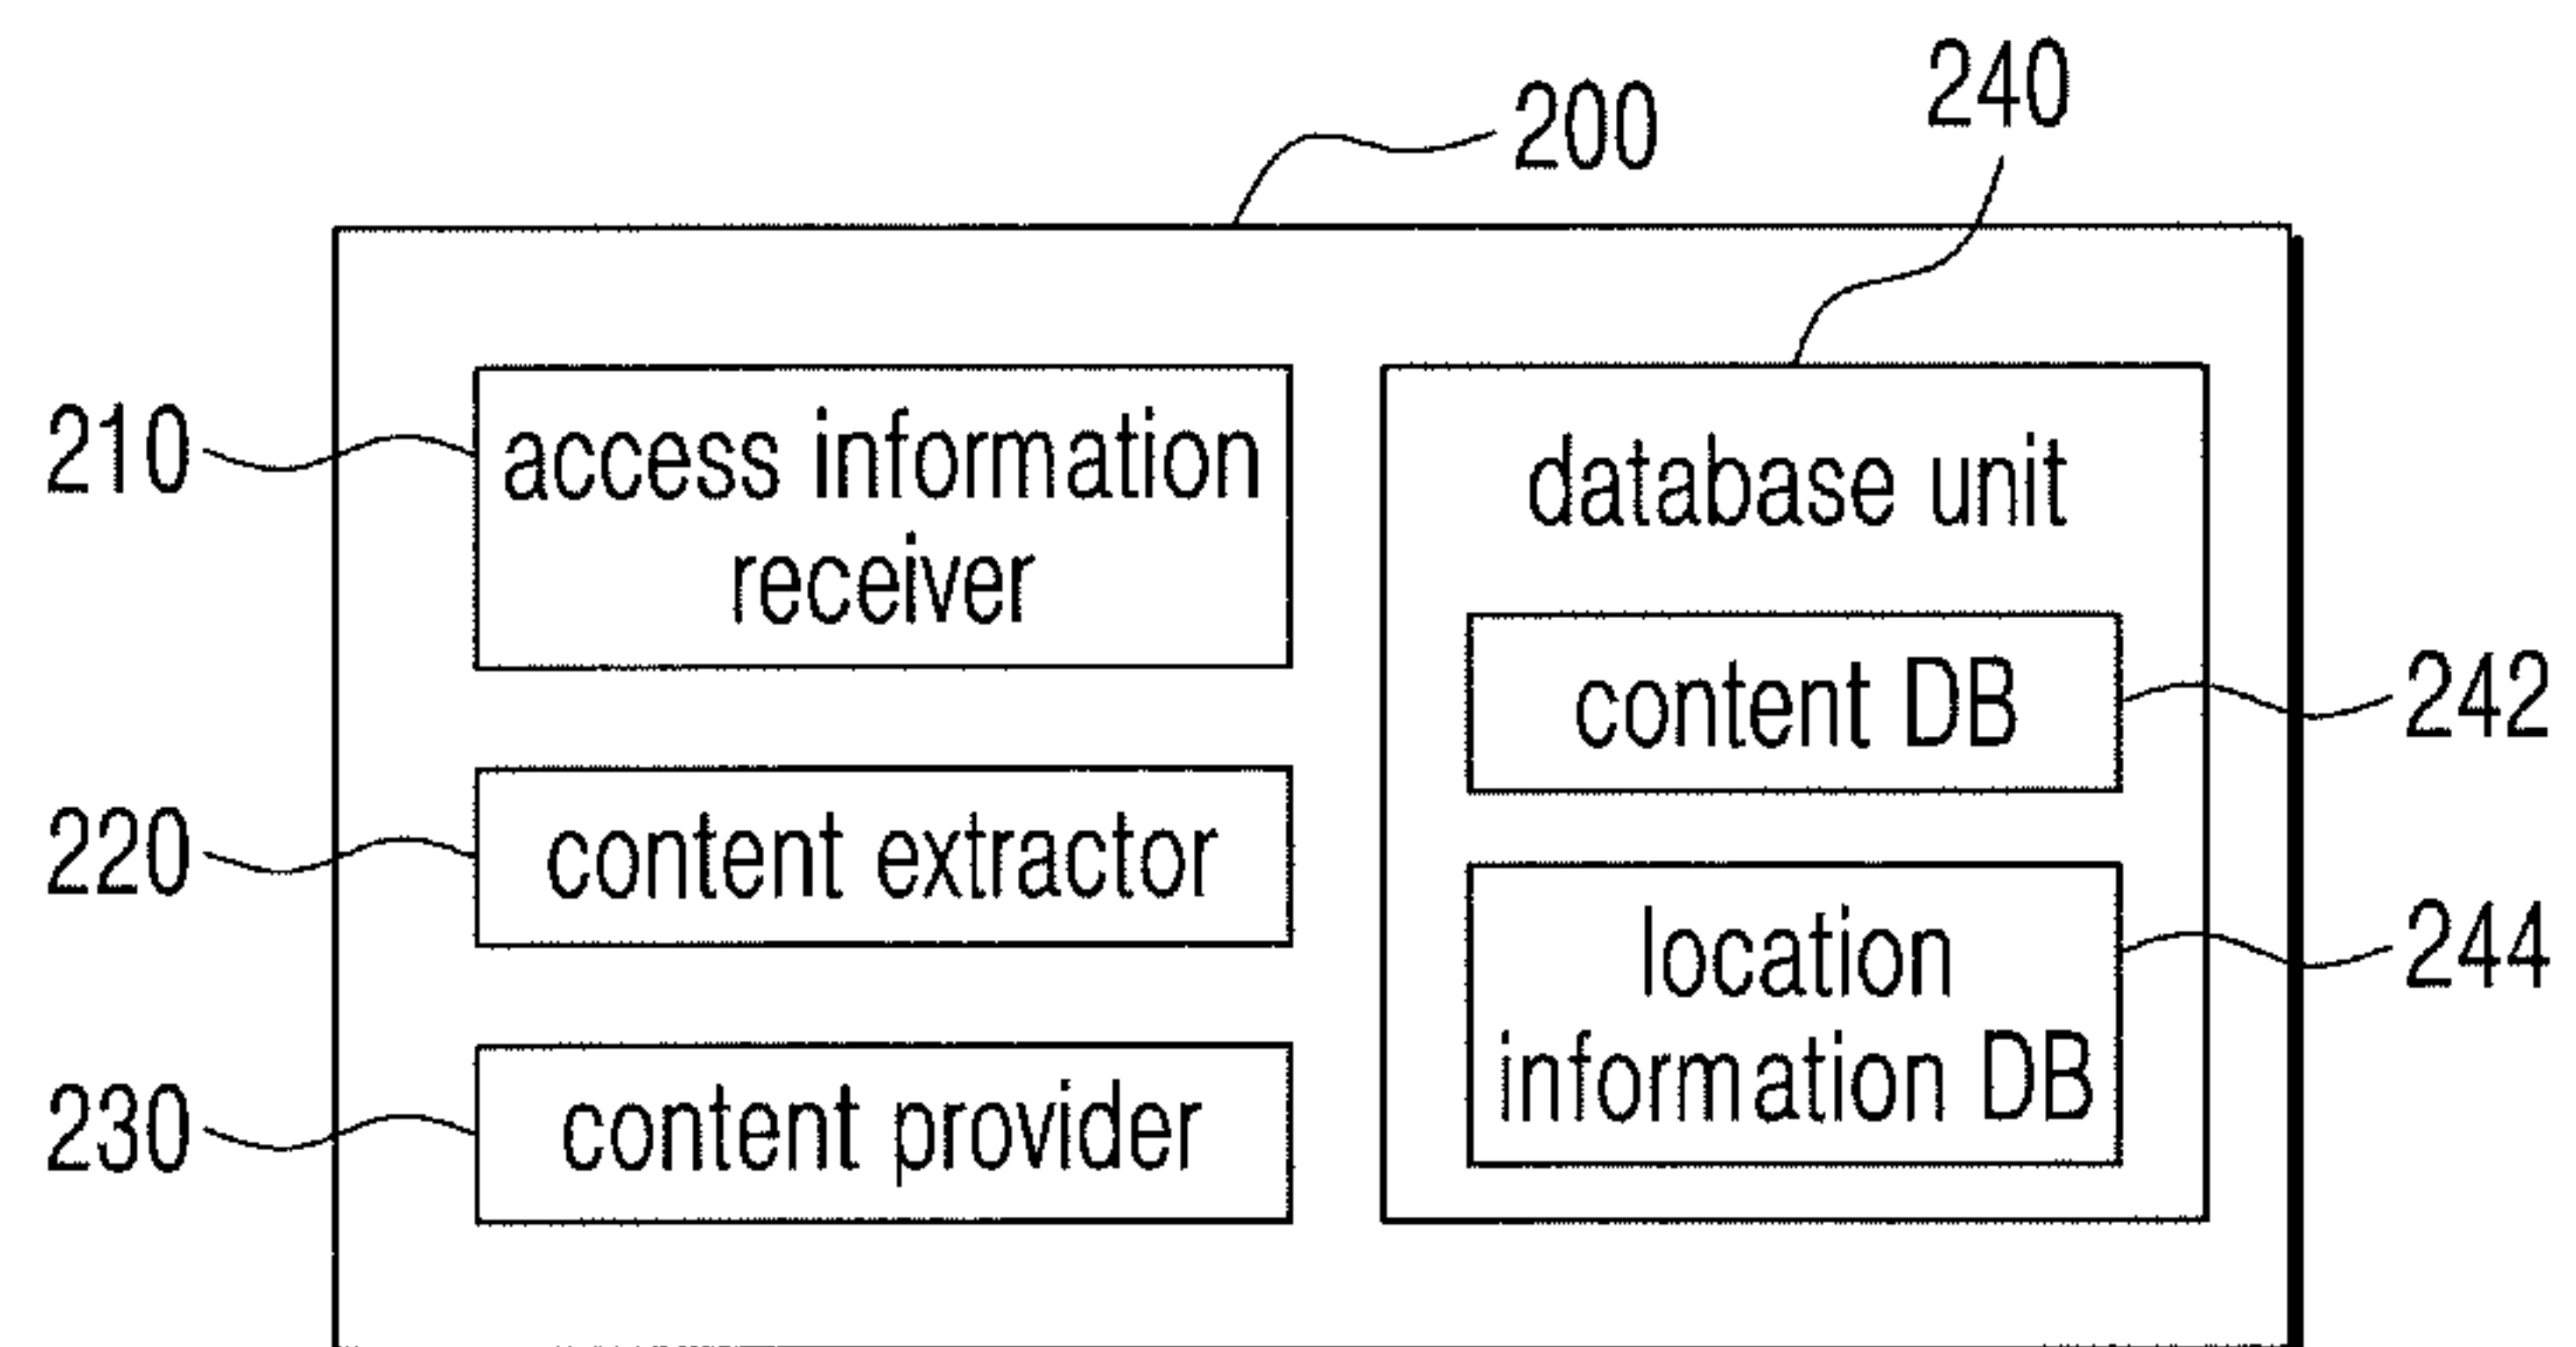 200
240
210
access information
receiver
database unit
content DB
242
220
content extractor
location
information DB
244
230
content provider